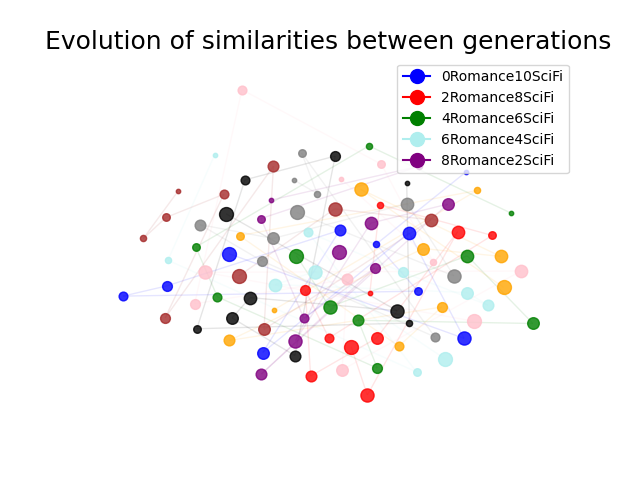 Evolution of similarities between generations
0Romance10SciFi
2Romance8SciFi
4Romance6SciFi
6Romance4SciFi
8Romance2SciFi